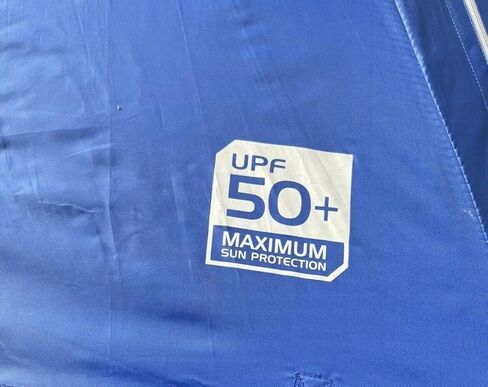 UPF
50+
MAXIMUM
SUN PROTECTION